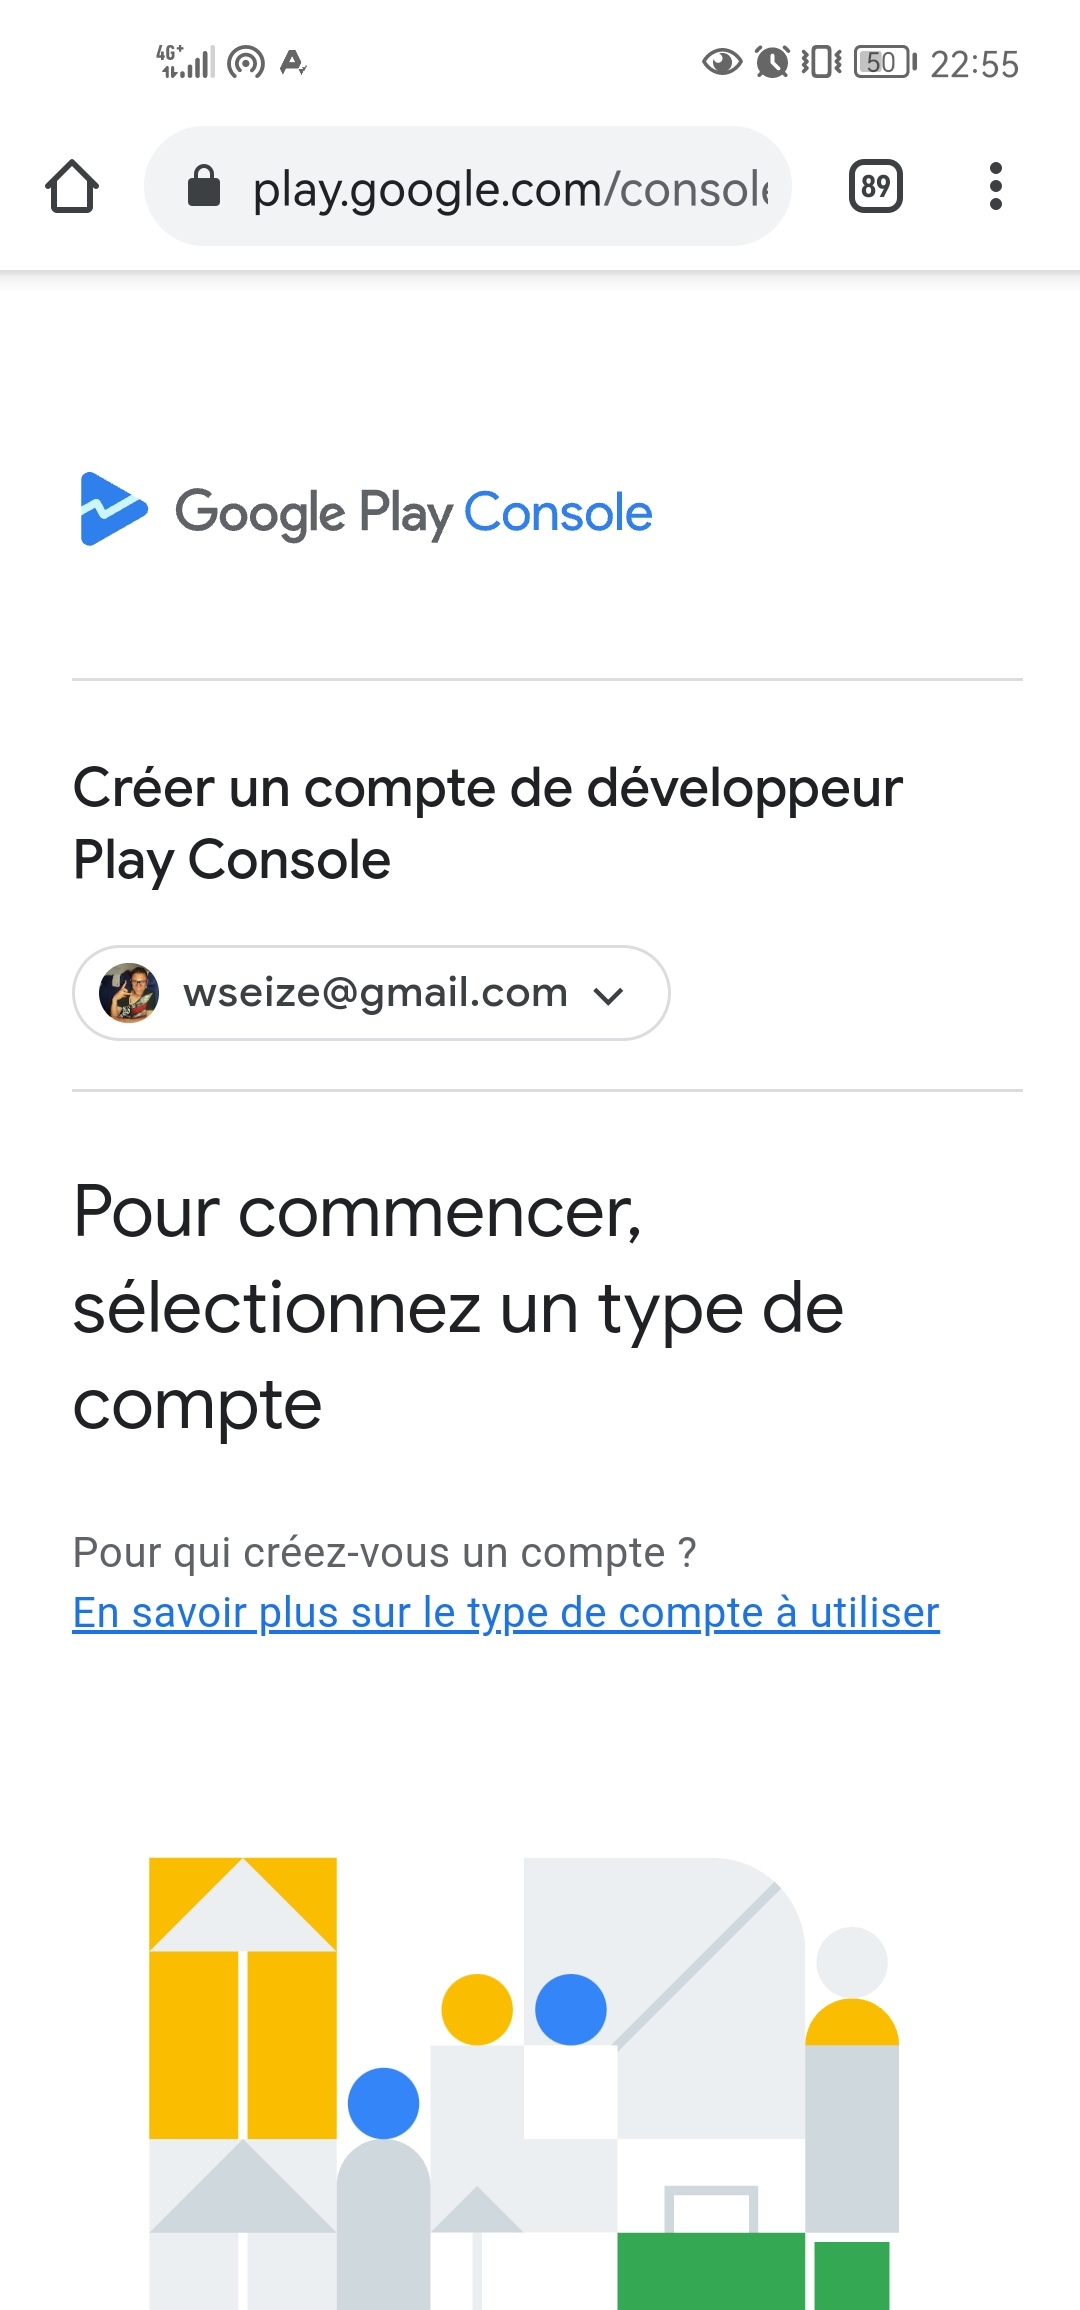 4G+ 50 22:55
play.google.com/console 89
Google Play Console
Créer un compte de développeur
Play Console
wseize@gmail.com
Pour commencer,
sélectionnez un type de
compte
Pour qui créez-vous un compte ?
En savoir plus sur le type de compte à utiliser